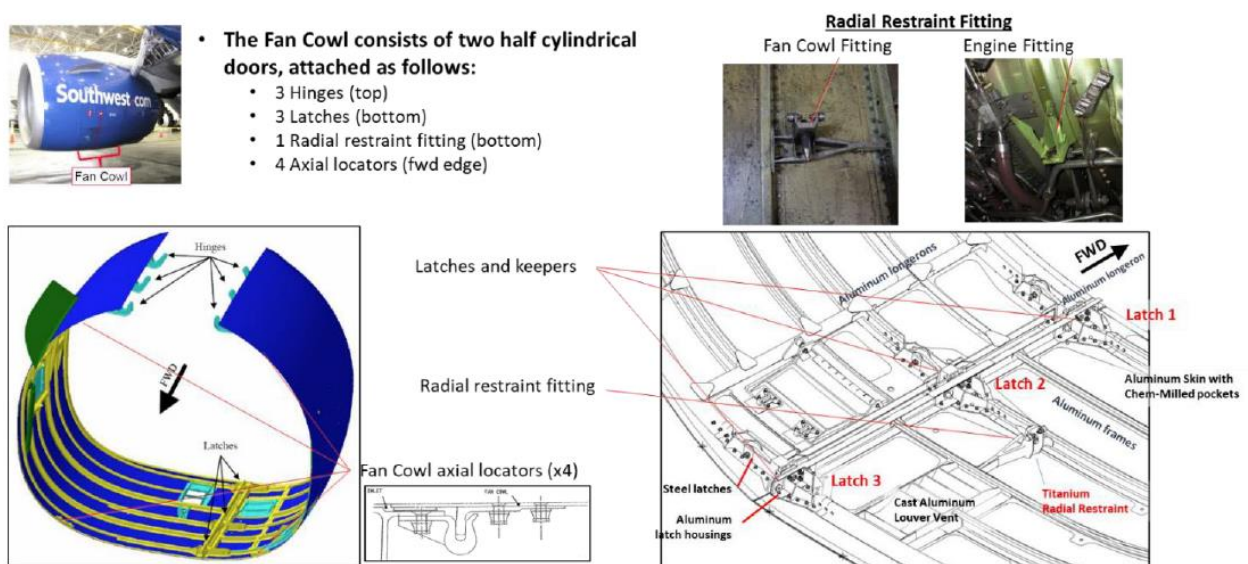 Southwest.com
Fan Cowl
• The Fan Cowl consists of two half cylindrical
doors, attached as follows:
• 3 Hinges (top)
• 3 Latches (bottom)
• 1 Radial restraint fitting (bottom)
• 4 Axial locators (fwd edge)
Radial Restraint Fitting
Fan Cowl Fitting
Engine Fitting
Hinges
FWD
Latches
Latches and keepers
Radial restraint fitting
Fan Cowl axial locators (x4)
INLET
FAN COWL
FWD
Aluminum longerons
Aluminum longeron
Latch 1
Latch 2
Aluminum Skin with
Chem-Milled pockets
Aluminum frames
Latch 3
Steel latches
Aluminum
latch housings
Cast Aluminum
Louver Vent
Titanium
Radial Restraint